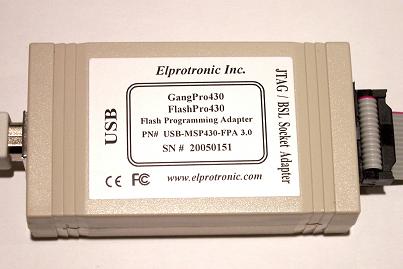 Elprotronic Inc.
GangPro430
FlashPro430
Flash Programming Adapter
PN# USB-MSP430-FPA 3.0
SN # 20050151
CE FC
www.elprotronic.com
USB
JTAG / BSL Socket Adapter